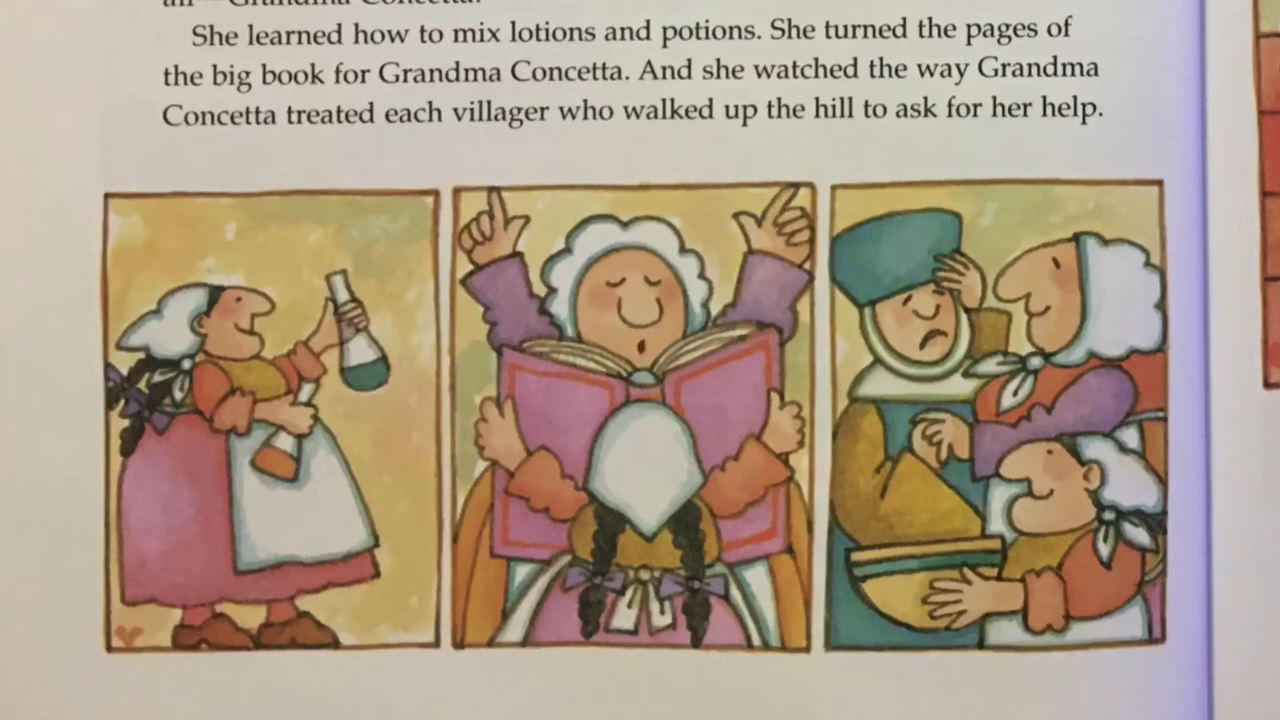 She learned how to mix lotions and potions. She turned the pages of
the big book for Grandma Concetta. And she watched the way Grandma
Concetta treated each villager who walked up the hill to ask for her help.